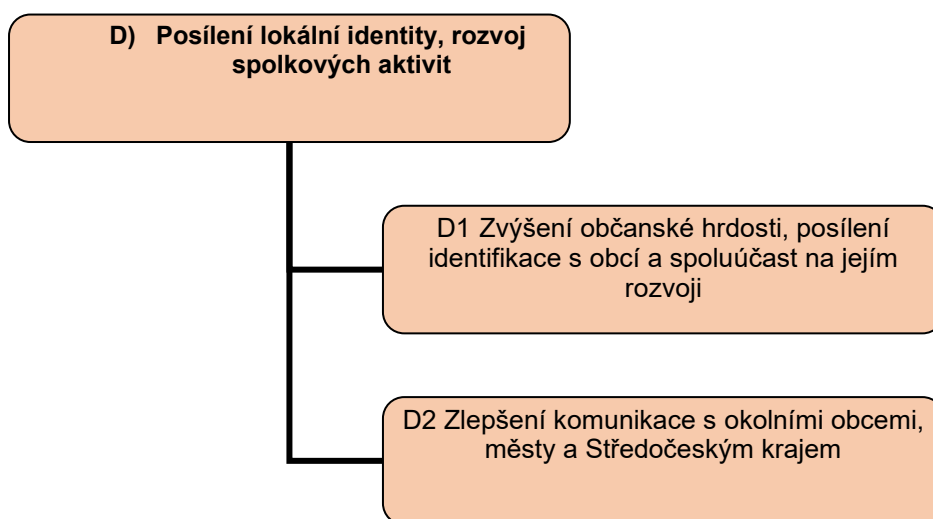 D) Posílení lokální identity, rozvoj
spolkových aktivit
D1 Zvýšení občanské hrdosti, posílení
identifikace s obcí a spoluúčast na jejím
rozvoji
D2 Zlepšení komunikace s okolními obcemi,
městy a Středočeským krajem